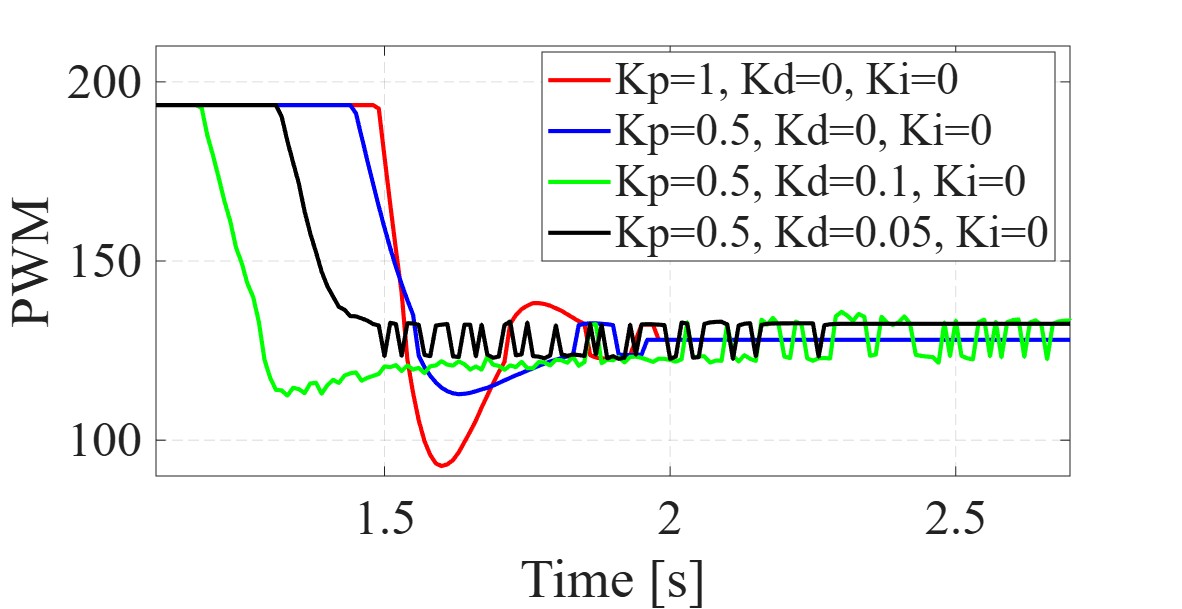 200
150
100
PWM
Kp=1, Kd=0, Ki=0
Kp=0.5, Kd=0, Ki=0
Kp=0.5, Kd=0.1, Ki=0
Kp=0.5, Kd=0.05, Ki=0
1.5
2
2.5
Time [s]